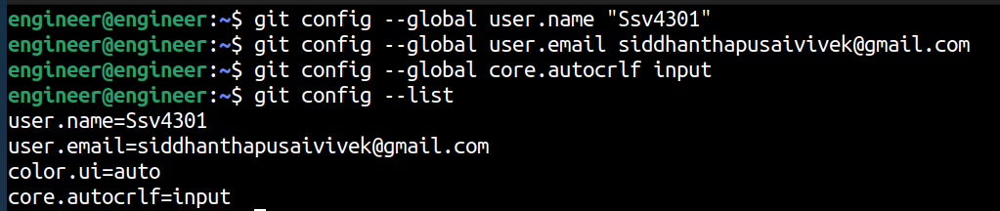 engineer@engineer:~$ git config --global user.name "Ssv4301"
engineer@engineer:~$ git config --global user.email siddhanthapusaivivek@gmail.com
engineer@engineer:~$ git config --global core.autocrlf input
engineer@engineer:~$ git config --list
user.name=Ssv4301
user.email=siddhanthapusaivivek@gmail.com
color.ui=auto
core.autocrlf=input